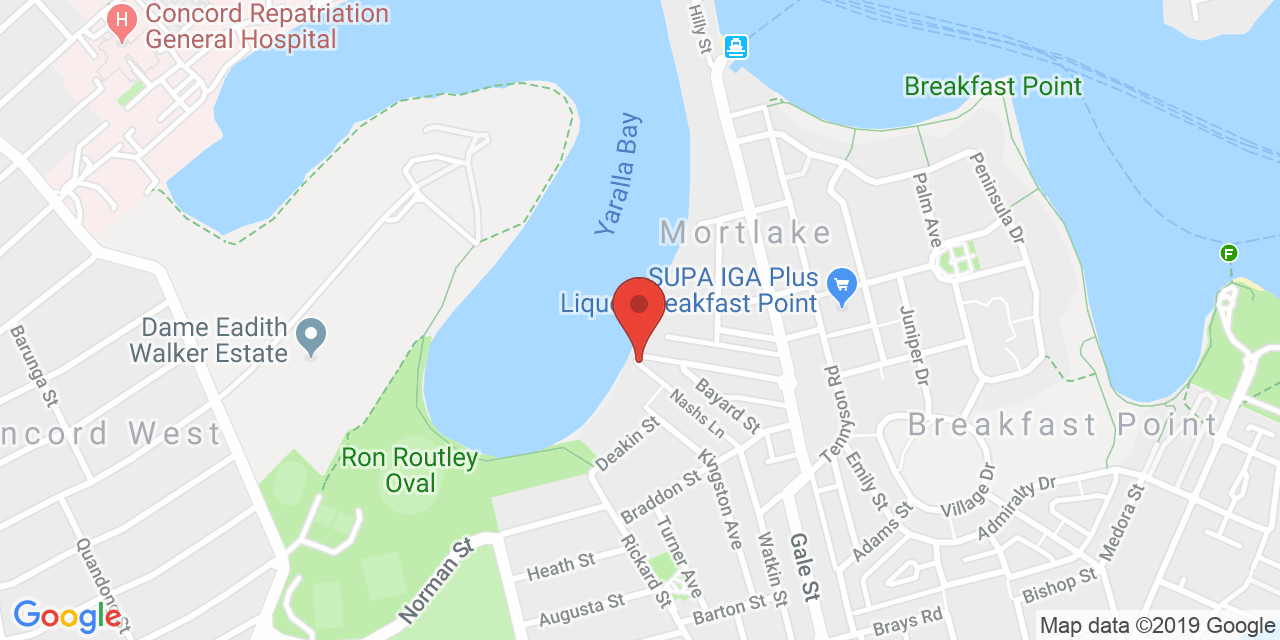 Concord Repatriation
General Hospital
H
Hilly St
Breakfast Point
Yaralla Bay
Peninsula Dr
Palm Ave
Mortlake
F
SUPA IGA Plus
Dame Eadith
Walker Estate
Barunga St
Juniper Dr
Tennyson Rd
Bayard St
Nashs Ln
ncord West
Breakfast Point
Deakin St
Ron Routley
Oval
Kingston Ave
Emily St
Village Dr
Admiralty Dr
Braddon St
Medora St
Adams St
Turner Ave
Watkin St
Gale St
Norman St
Rickard St
Heath St
Quandong St
Bishop St
Augusta St
Barton St
Brays Rd
Google
Map data ©2019 Google